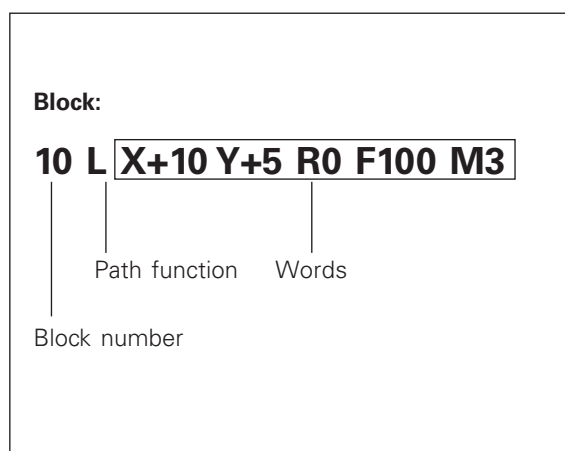 Block:
10 L X+10 Y+5 R0 F100 M3
Path function Words
Block number